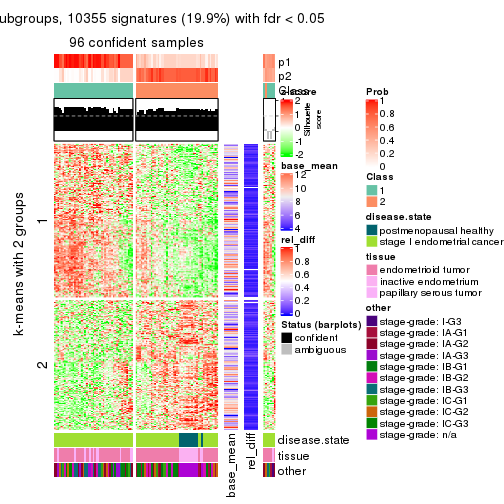 ubgroups, 10355 signatures (19.9%) with fdr < 0.05
96 confident samples
p1
p2
Class
z-score
2
1
0
-1
-2
Silhouette
score
base_mean
12
10
8
6
4
rel_diff
1
0.8
0.6
0.4
0.2
0
Status (barplots)
confident
ambiguous
Prob
1
0.8
0.6
0.4
0.2
0
Class
1
2
disease.state
postmenopausal healthy
stage I endometrial cancer
tissue
endometrioid tumor
inactive endometrium
papillary serous tumor
other
stage-grade: I-G3
stage-grade: IA-G1
stage-grade: IA-G2
stage-grade: IA-G3
stage-grade: IB-G1
stage-grade: IB-G2
stage-grade: IB-G3
stage-grade: IC-G1
stage-grade: IC-G2
stage-grade: IC-G3
stage-grade: n/a
k-means with 2 groups
1
2
disease.state
tissue
other
base_mean
rel_diff